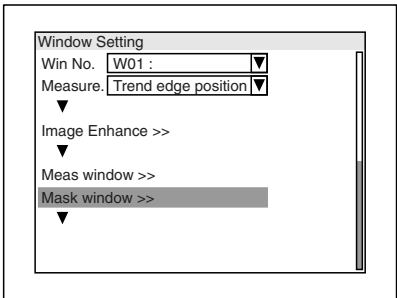 Window Setting
Win No. W01 :
Measure. Trend edge position
Image Enhance >>
Meas window >>
Mask window >>